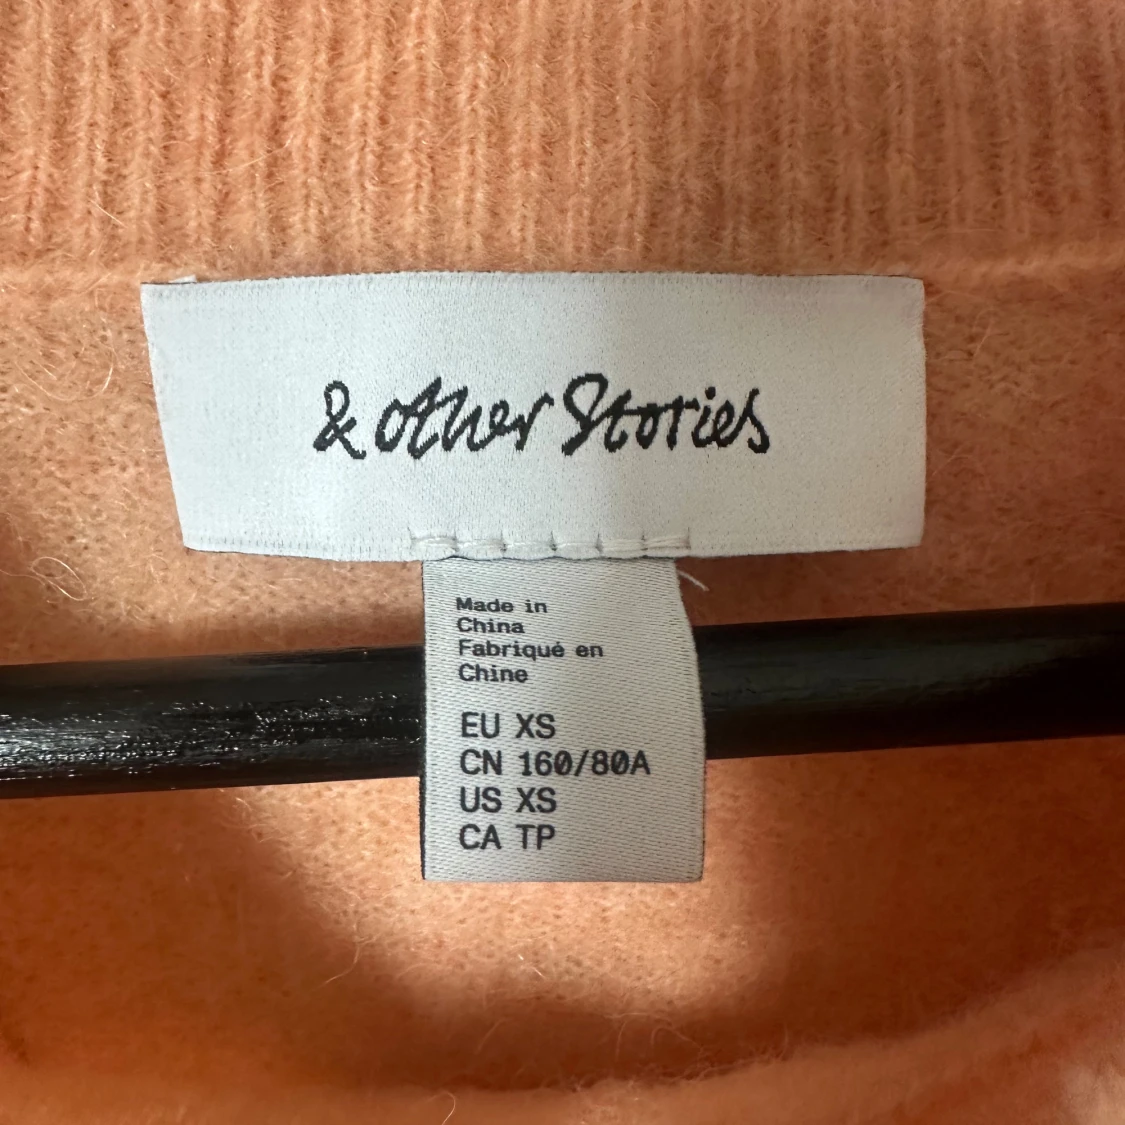 & other Stories
Made in
China
Fabriqué en
Chine
EU XS
CN 160/80A
US XS
CA TP